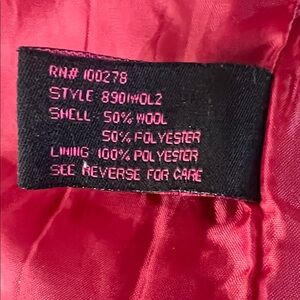 RN# 100278
STYLE 8901WOL2
SHELL 50% WOOL
50% POLYESTER
LINING 100% POLYESTER
SEE REVERSE FOR CARE